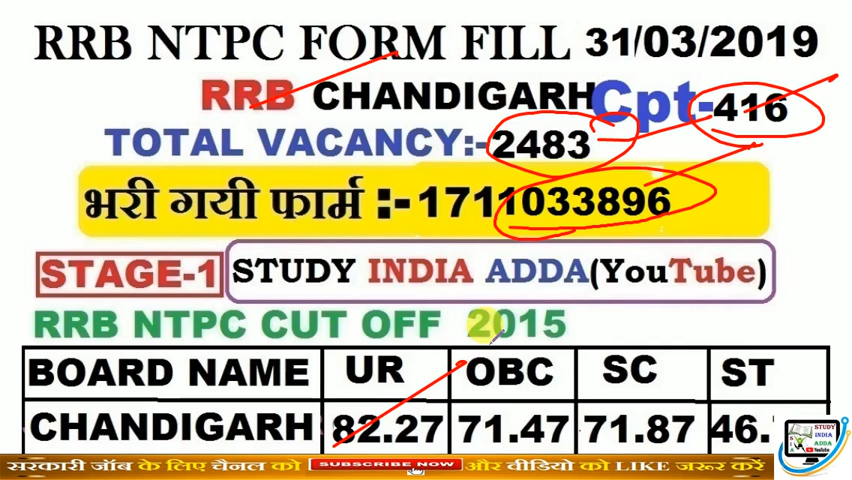 RRB NTPC FORM FILL 31/03/2019
RRB CHANDIGARH Cpt-416
TOTAL VACANCY:-2483
भरी गयी फार्म :-1711033896
STAGE-1 STUDY INDIA ADDA(YouTube)
RRB NTPC CUT OFF 2015
BOARD NAME UR OBC SC ST
CHANDIGARH 82.27 71.47 71.87 46.
STUDY
INDIA
ADDA
YouTube
सरकारी जॉब के लिए चैनल को SUBSCRIBE NOW और वीडियो को LIKE जरूर करें